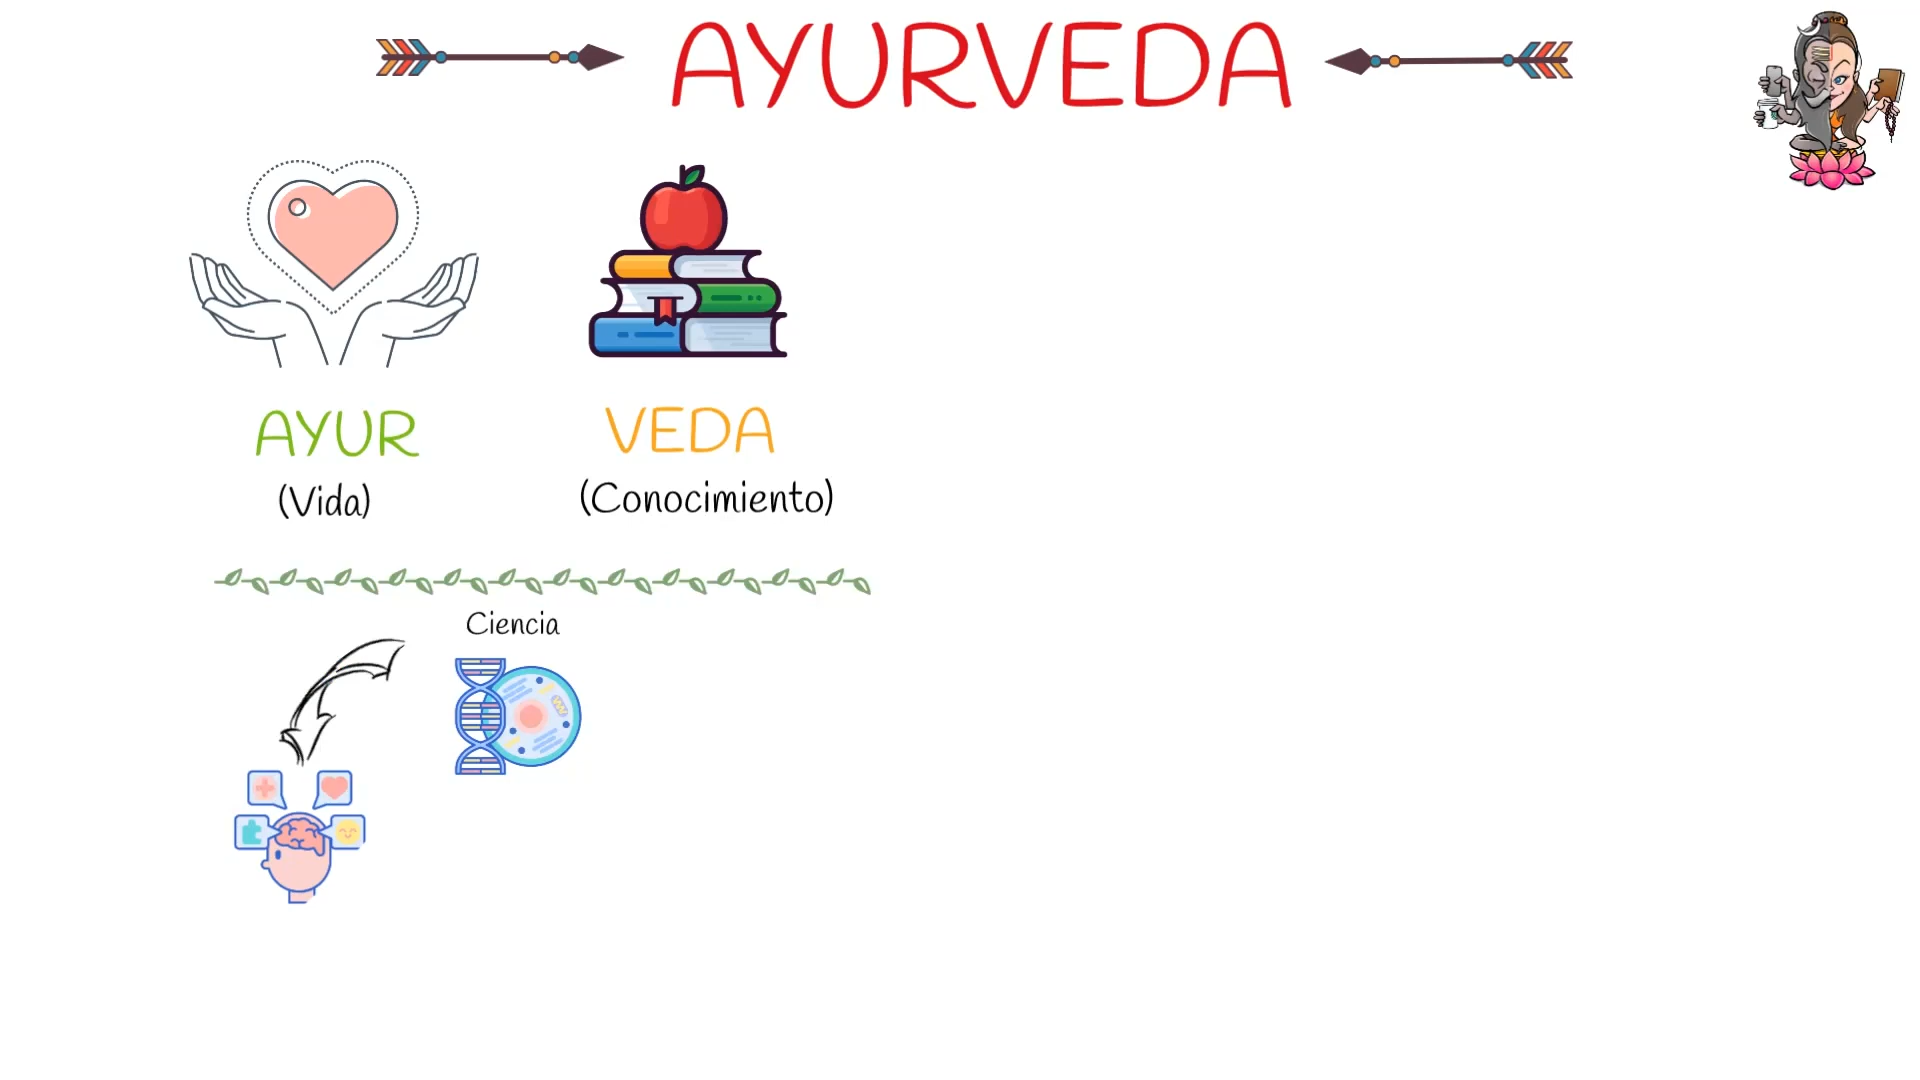 AYURVEDA
AYUR
VEDA
(Vida)
(Conocimiento)
Ciencia